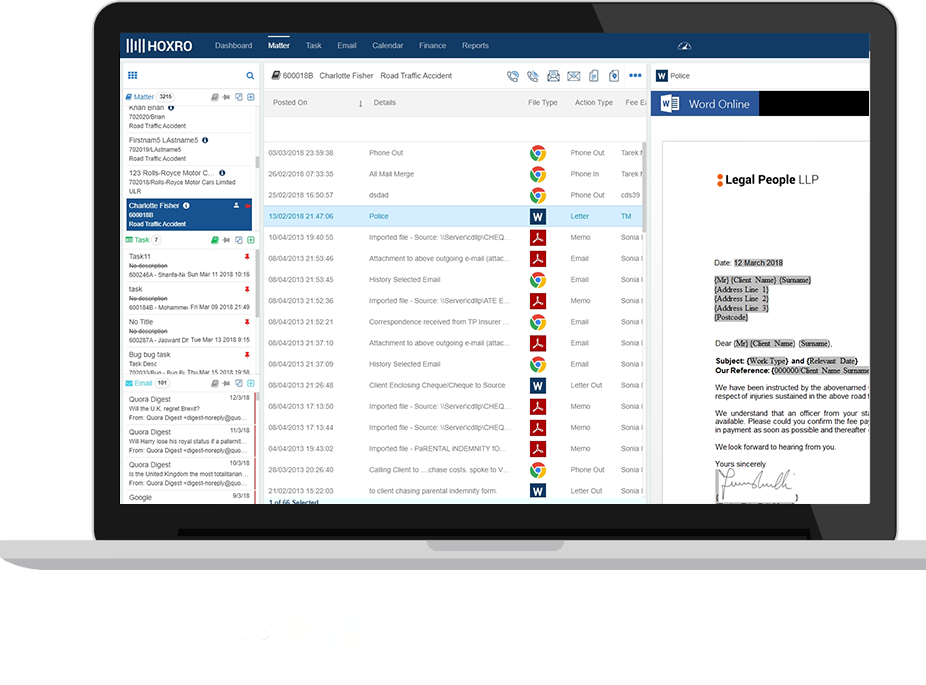 HOXRO Dashboard Matter Task Email Calendar Finance Reports
Matter 3215
Khan Brian
702020/Brian
Road Traffic Accident
Firstnam5 LAstname5
702019/LAstname5
Road Traffic Accident
123 Rolls-Royce Motor C...
702018/Rolls-Royce Motor Cars Limited
ULR
Charlotte Fisher
600018B
Road Traffic Accident
Task 7
Task11
No description
600246A - Sharifa-Ne Sun Mar 11 2018 10:16
task
No description
600184B - Mohammed Fri Mar 09 2018 21:49
No Title
No description
600287A - Jaswant Dh Tue Mar 13 2018 9:15
Bug bug task
Task Desc
702033/Bug - Bug Thu Mar 15 2018 19:58
Email 101
Quora Digest 12/3/18
Will the U.K. regret Brexit?
From: Quora Digest <digest-noreply@quo...
Quora Digest 11/3/18
Will Harry lose his royal status if a paternit...
From: Quora Digest <digest-noreply@quo...
Quora Digest 10/3/18
Is the United Kingdom the most totalitarian...
From: Quora Digest <digest-noreply@quo...
Google 9/3/18
600018B Charlotte Fisher Road Traffic Accident
Posted On Details File Type Action Type Fee Ea
03/03/2018 23:59:38 Phone Out Phone Out Tarek
26/02/2018 07:33:35 All Mail Merge Phone In Tarek
25/02/2018 16:50:57 dsdad Phone Out cds39
13/02/2018 21:47:06 Police Letter TM
10/04/2013 19:40:55 Imported file - Source: \\Server\cdllp\CHEQ... Memo Sonia
08/04/2013 21:53:46 Attachment to above outgoing e-mail (attac... Email Sonia
08/04/2013 21:53:45 History Selected Email Email Sonia
08/04/2013 21:52:36 Imported file - Source: \\Server\cdllp\ATE E... Memo Sonia
08/04/2013 21:52:21 Correspondence received from TP Insurer ... Email Sonia
08/04/2013 21:37:10 Attachment to above outgoing e-mail (attac... Email Sonia
08/04/2013 21:37:09 History Selected Email Email Sonia
08/04/2013 21:26:48 Client Enclosing Cheque/Cheque to Source Letter Out Sonia
08/04/2013 17:13:50 Imported file - Source: \\Server\cdllp\CHEQ... Memo Sonia
08/04/2013 17:13:44 Imported file - Source: \\Server\cdllp\CHEQ... Memo Sonia
04/04/2013 19:43:02 Imported file - PaRENTAL iNDEMNITY fO... Memo Sonia
28/03/2013 20:26:40 Calling Client to ....chase costs. spoke to V... Phone Out Sonia
21/02/2013 15:22:03 to client chasing parental indemnity form. Letter Out Sonia
1 of 66 Selected
Police
Word Online
Legal People LLP
Date: 12 March 2018
{Mr} {Client Name} {Surname}
{Address Line 1}
{Address Line 2}
{Address Line 3}
{Postcode}
Dear {Mr} {Client Name} {Surname},
Subject: {Work Type} and {Relevant Date}
Our Reference: {000000/Client Name Surname
We have been instructed by the abovenamed
respect of injuries sustained in the above road
We understand that an officer from your sta
available. Please could you confirm the fee pay
in payment as soon as possible and thereafter
We look forward to hearing from you.
Yours sincerely